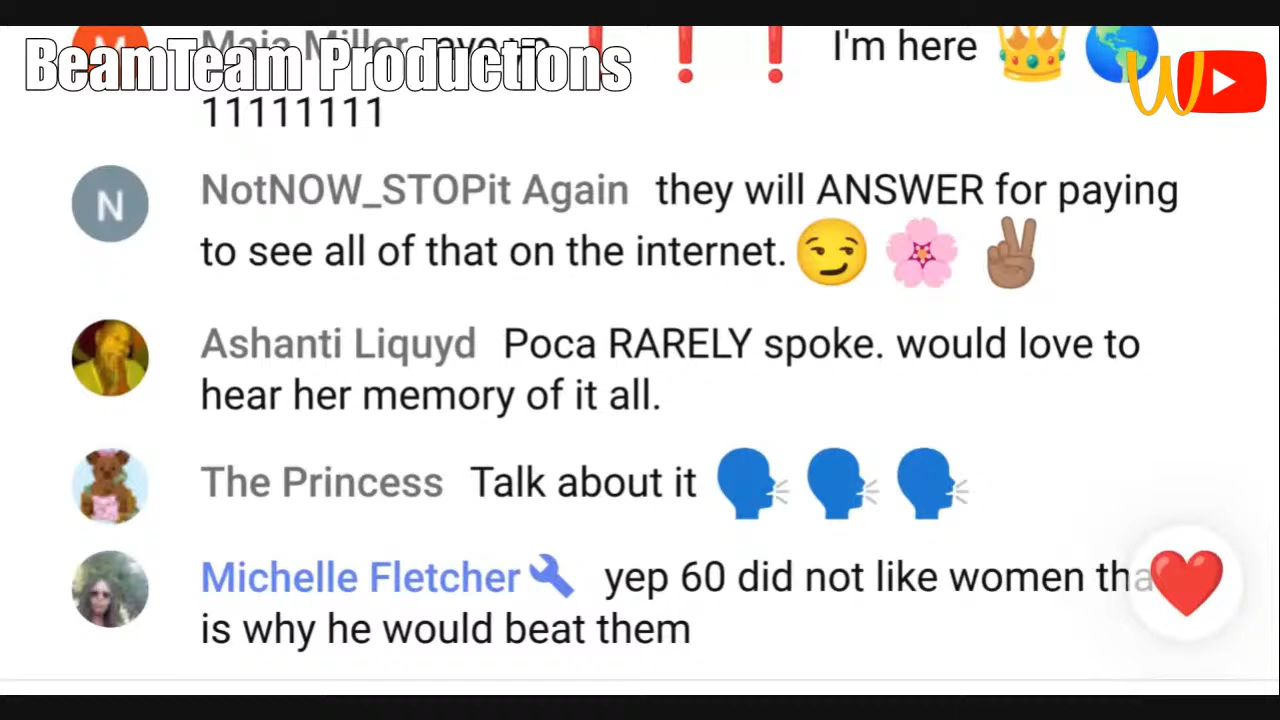 BeamTeam Productions
Maia Miller ❗ ❗ ❗ I'm here 👑 🌎
11111111
N
NotNOW_STOPit Again they will ANSWER for paying
to see all of that on the internet. 😏 🌸 ✌🏽
Ashanti Liquyd Poca RARELY spoke. would love to
hear her memory of it all.
The Princess Talk about it 🗣 🗣 🗣
Michelle Fletcher 🔧 yep 60 did not like women tha
is why he would beat them